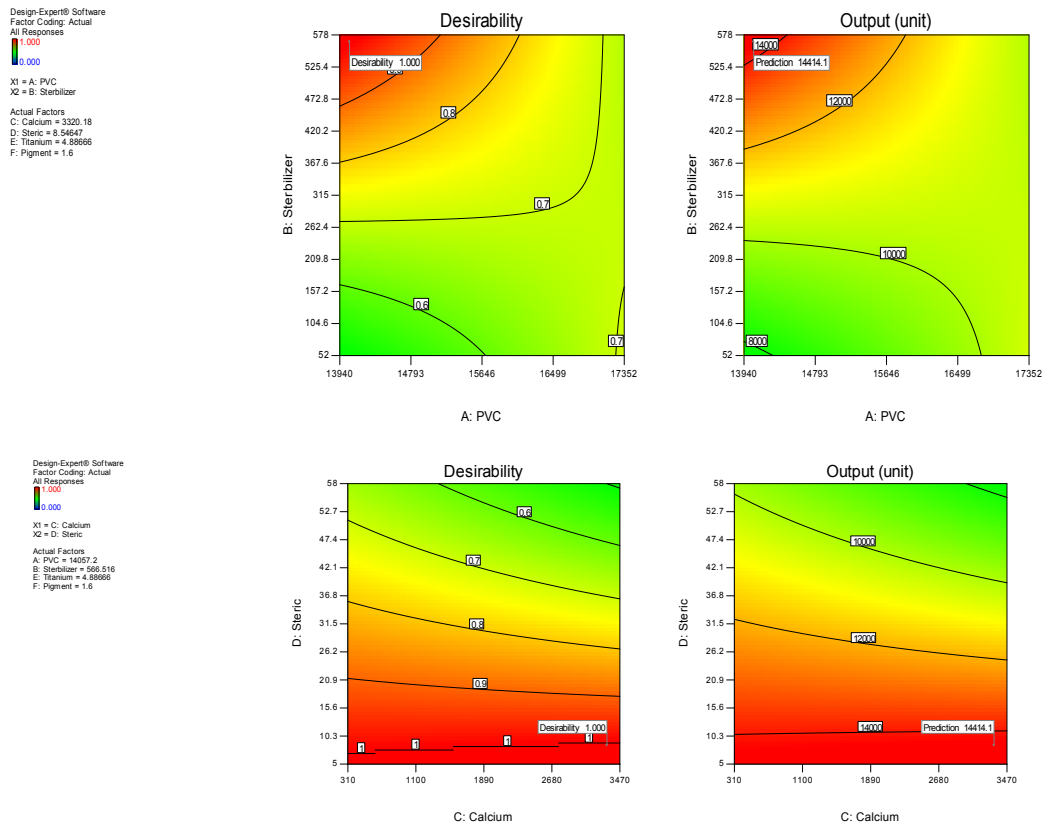 Design-Expert® Software
Factor Coding: Actual
All Responses
1.000
0.000
X1 = A: PVC
X2 = B: Sterbilizer
Actual Factors
C: Calcium = 3320.18
D: Steric = 8.54647
E: Titanium = 4.88666
F: Pigment = 1.6
Desirability
578
525.4
472.8
420.2
367.6
315
262.4
209.8
157.2
104.6
52
B: Sterbilizer
13940
14793
15646
16499
17352
A: PVC
Desirability 1.000
0.8
0.7
0.6
0.7
Output (unit)
578
525.4
472.8
420.2
367.6
315
262.4
209.8
157.2
104.6
52
B: Sterbilizer
13940
14793
15646
16499
17352
A: PVC
14000
Prediction 14414.1
12000
10000
8000
Design-Expert® Software
Factor Coding: Actual
All Responses
1.000
0.000
X1 = C: Calcium
X2 = D: Steric
Actual Factors
A: PVC = 14057.2
B: Sterbilizer = 566.516
E: Titanium = 4.88666
F: Pigment = 1.6
Desirability
58
52.7
47.4
42.1
36.8
31.5
26.2
20.9
15.6
10.3
5
D: Steric
310
1100
1890
2680
3470
C: Calcium
0.6
0.7
0.8
0.9
Desirability 1.000
1
1
1
1
Output (unit)
58
52.7
47.4
42.1
36.8
31.5
26.2
20.9
15.6
10.3
5
D: Steric
310
1100
1890
2680
3470
C: Calcium
10000
12000
14000
Prediction 14414.1